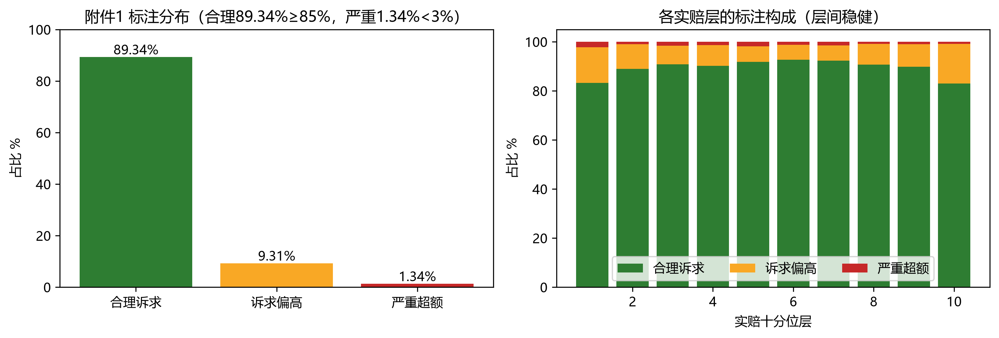 附件1 标注分布（合理89.34%≥85%，严重1.34%<3%）
占比 %
100
80
60
40
20
0
89.34%
9.31%
1.34%
合理诉求
诉求偏高
严重超额
各实赔层的标注构成（层间稳健）
占比 %
100
80
60
40
20
0
合理诉求 诉求偏高 严重超额
2 4 6 8 10
实赔十分位层